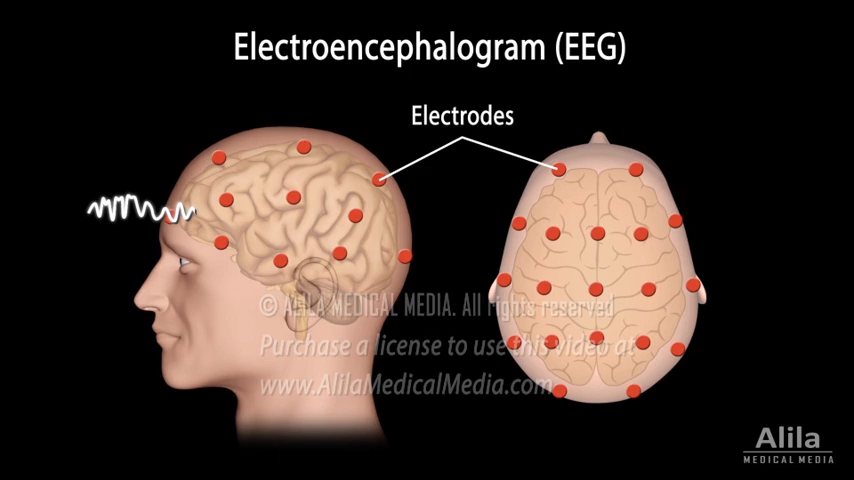 Electroencephalogram (EEG)
Electrodes
© Alila Medical Media. All rights reserved
Purchase a license to use this video at
www.AlilaMedicalMedia.com
Alila
MEDICAL MEDIA